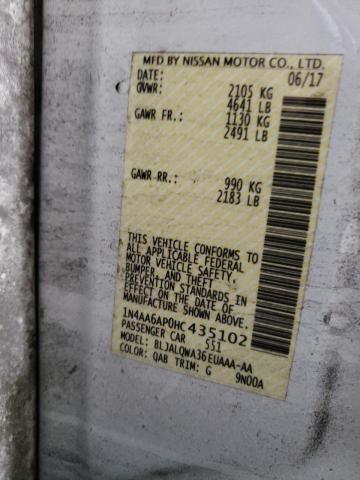 MFD BY NISSAN MOTOR CO., LTD.
DATE: 06/17
GVWR: 2105 KG
4641 LB
GAWR FR.: 1130 KG
2491 LB
GAWR RR.: 990 KG
2183 LB
THIS VEHICLE CONFORMS TO
ALL APPLICABLE FEDERAL
MOTOR VEHICLE SAFETY,
BUMPER, AND THEFT
PREVENTION STANDARDS IN
EFFECT ON THE DATE OF
MANUFACTURE SHOWN ABOVE.
1N4AA6AP0HC435102
PASSENGER CAR 551
MODEL: BLJALQWA36EUAAA-AA
COLOR: QAB TRIM: G 9N00A